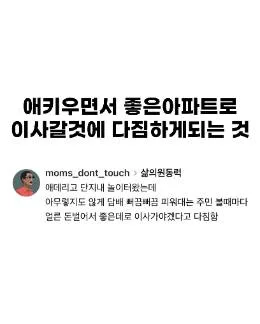 애키우면서 좋은아파트로
이사갈것에 다짐하게되는 것
moms_dont_touch > 삶의원동력
애데리고 단지내 놀이터왔는데
아무렇지도 않게 담배 뻐끔뻐끔 피워대는 주민 볼때마다
얼른 돈벌어서 좋은데로 이사가야겠다고 다짐함